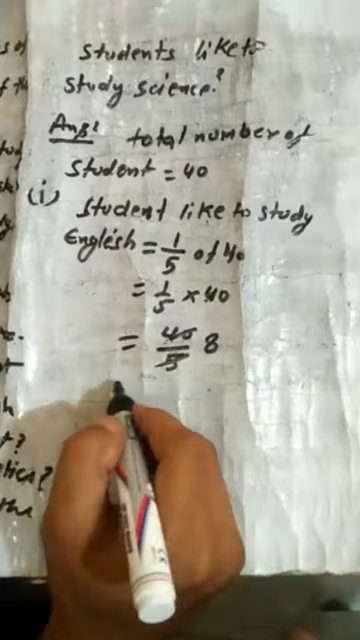 students like to
study science?
Ans: total number of
student = 40
(i) student like to study
English = 1/5 of 40
= 1/5 × 40
= 40/5 8